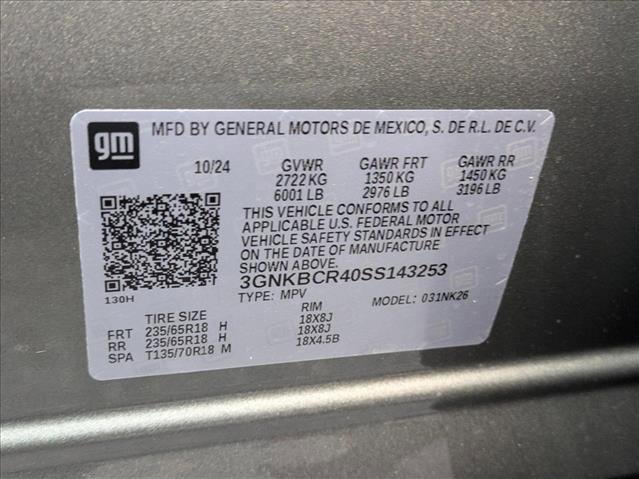 gm MFD BY GENERAL MOTORS DE MEXICO, S. DE R.L. DE C.V.
10/24 GVWR GAWR FRT GAWR RR
2722 KG 1350 KG 1450 KG
6001 LB 2976 LB 3196 LB
THIS VEHICLE CONFORMS TO ALL
APPLICABLE U.S. FEDERAL MOTOR
VEHICLE SAFETY STANDARDS IN EFFECT
ON THE DATE OF MANUFACTURE
SHOWN ABOVE
3GNKBCR40SS143253
130H
TYPE: MPV MODEL: 031NK26
TIRE SIZE RIM
FRT 235/65R18 H 18X8J
RR 235/65R18 H 18X8J
SPA T135/70R18 M 18X4.5B